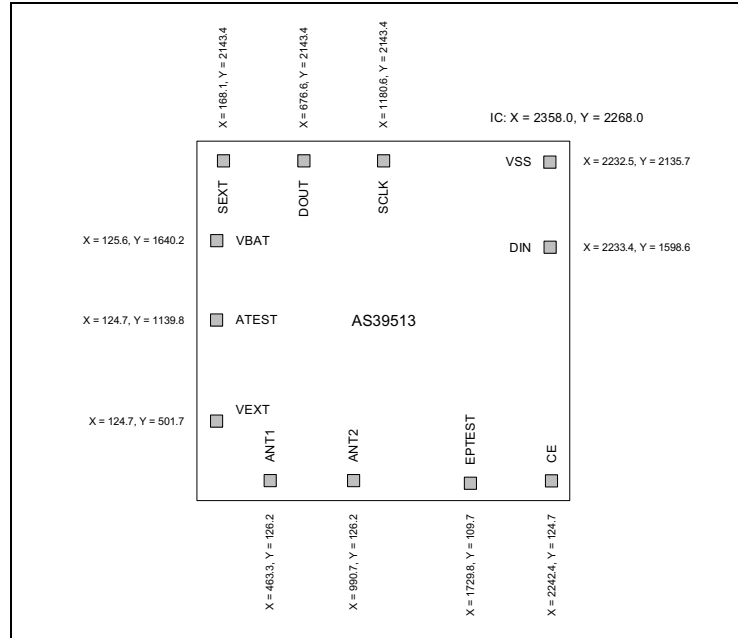 X = 168.1, Y = 2143.4
X = 676.6, Y = 2143.4
X = 1180.6, Y = 2143.4
IC: X = 2358.0, Y = 2268.0
SEXT
DOUT
SCLK
VSS
X = 2232.5, Y = 2135.7
X = 125.6, Y = 1640.2
VBAT
DIN
X = 2233.4, Y = 1598.6
X = 124.7, Y = 1139.8
ATEST
AS39513
X = 124.7, Y = 501.7
VEXT
ANT1
ANT2
EPTEST
CE
X = 463.3, Y = 126.2
X = 990.7, Y = 126.2
X = 1729.8, Y = 109.7
X = 2242.4, Y = 124.7